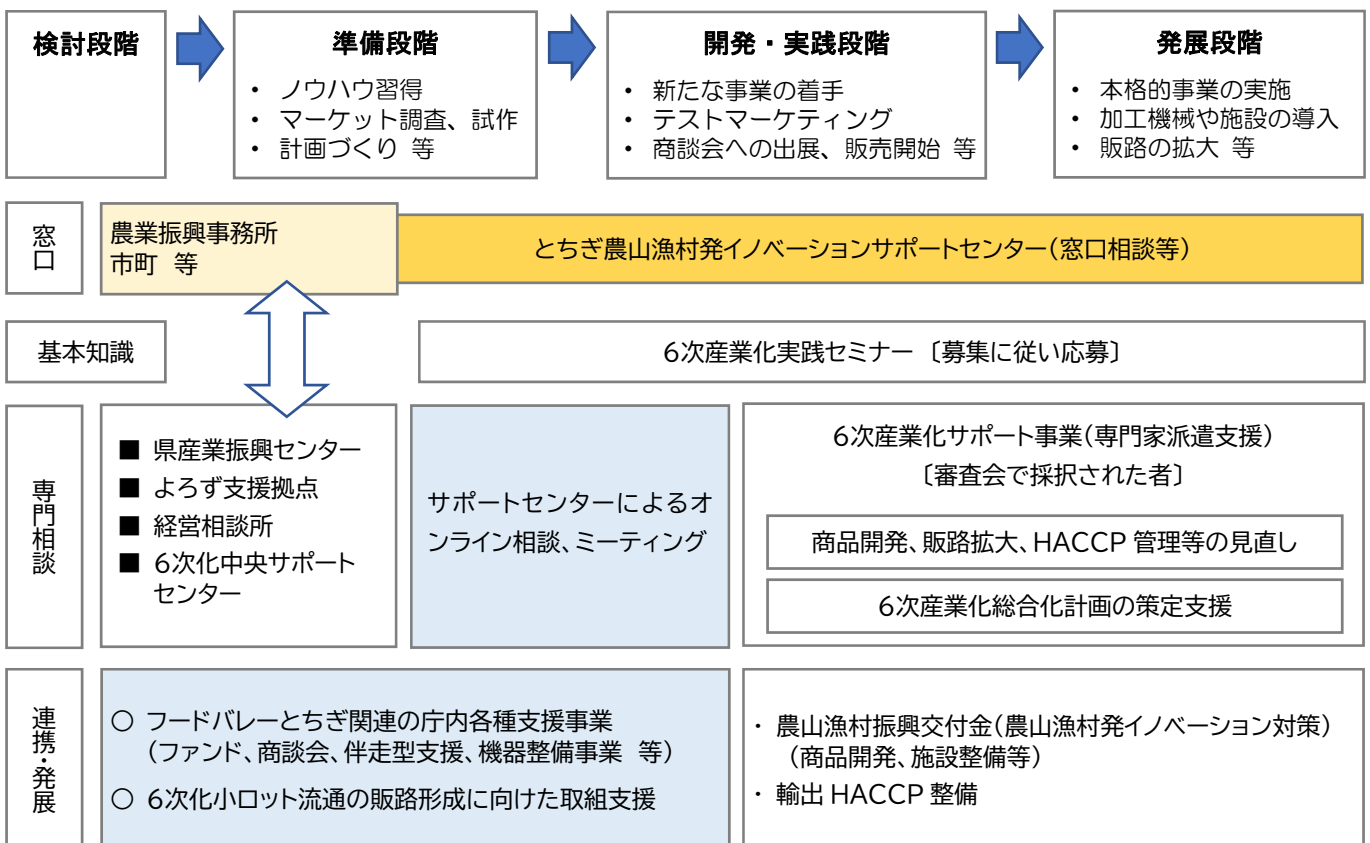 検討段階
準備段階
・ ノウハウ習得
・ マーケット調査、試作
・ 計画づくり 等
開発・実践段階
・ 新たな事業の着手
・ テストマーケティング
・ 商談会への出展、販売開始 等
発展段階
・ 本格的事業の実施
・ 加工機械や施設の導入
・ 販路の拡大 等
窓口
農業振興事務所
市町 等
とちぎ農山漁村発イノベーションサポートセンター(窓口相談等)
基本知識
6次産業化実践セミナー 〔募集に従い応募〕
専門相談
■ 県産業振興センター
■ よろず支援拠点
■ 経営相談所
■ 6次化中央サポート
センター
サポートセンターによるオ
ンライン相談、ミーティング
6次産業化サポート事業(専門家派遣支援)
〔審査会で採択された者〕
商品開発、販路拡大、HACCP 管理等の見直し
6次産業化総合化計画の策定支援
連携・発展
〇 フードバレーとちぎ関連の庁内各種支援事業
(ファンド、商談会、伴走型支援、機器整備事業 等)
〇 6次化小ロット流通の販路形成に向けた取組支援
・ 農山漁村振興交付金(農山漁村発イノベーション対策)
(商品開発、施設整備等)
・ 輸出 HACCP 整備